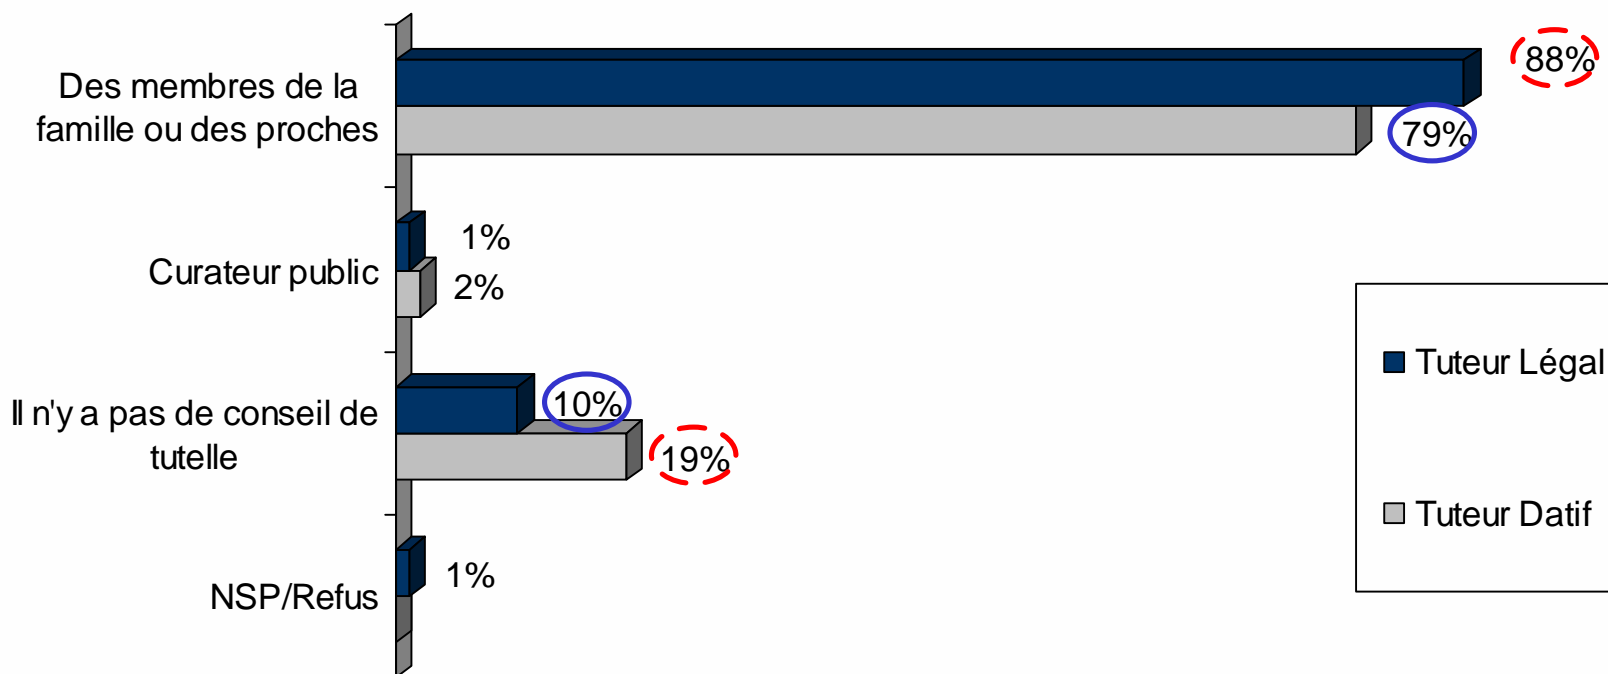 Des membres de la
famille ou des proches
88%
79%
Curateur public
1%
2%
Il n'y a pas de conseil de
tutelle
10%
19%
NSP/Refus
1%
Tuteur Légal
Tuteur Datif